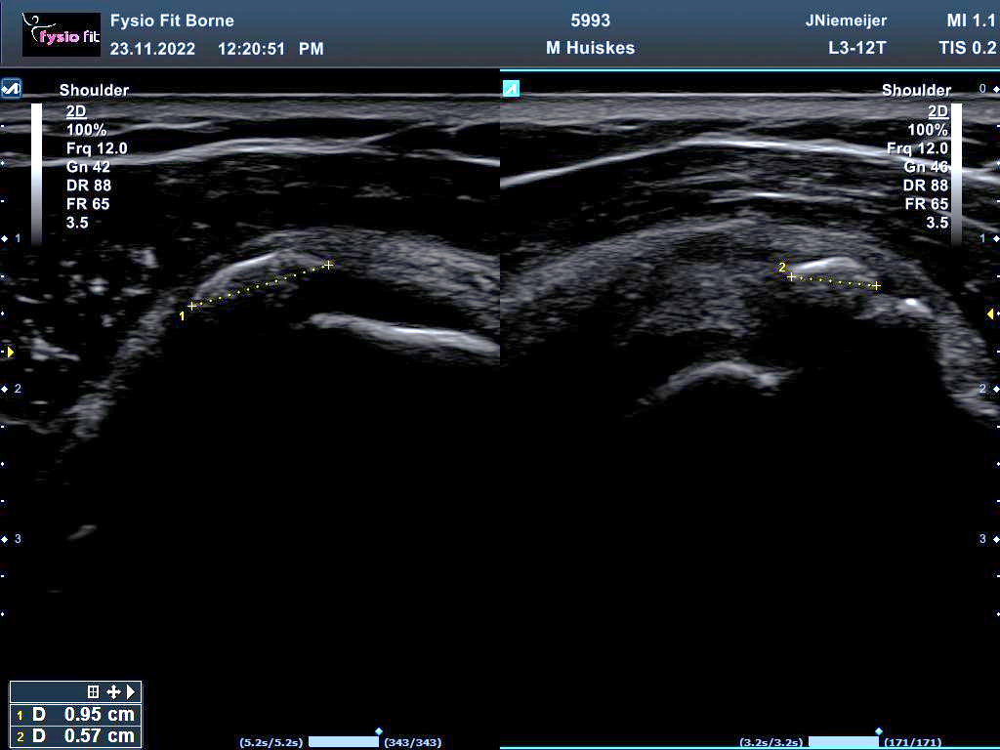 fysio fit
Fysio Fit Borne 5993 JNiemeijer MI 1.1
23.11.2022 12:20:51 PM M Huiskes L3-12T TIS 0.2
Shoulder
2D
100%
Frq 12.0
Gn 42
DR 88
FR 65
3.5
1
2
3
1
Shoulder
2D
100%
Frq 12.0
Gn 46
DR 88
FR 65
3.5
0
1
2
3
2
1 D 0.95 cm
2 D 0.57 cm
(5.2s/5.2s) (343/343)
(3.2s/3.2s) (171/171)